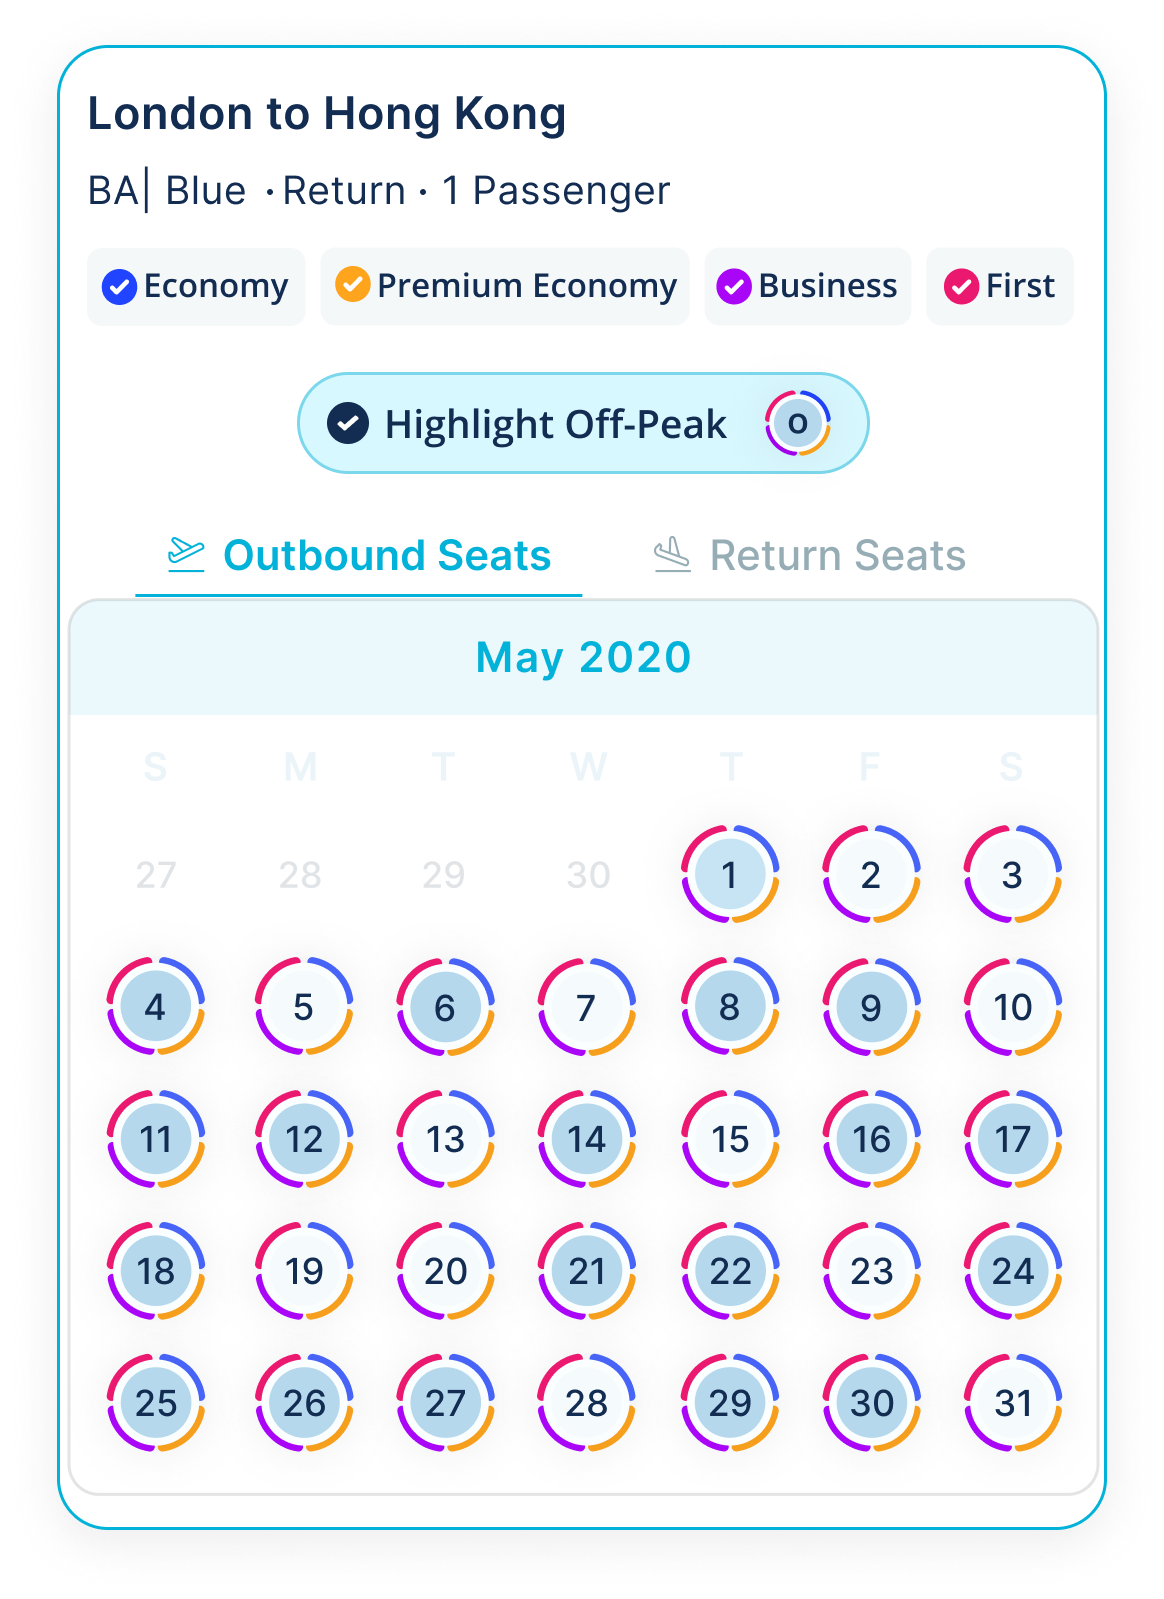 London to Hong Kong
BA| Blue · Return · 1 Passenger
Economy Premium Economy Business First
Highlight Off-Peak O
Outbound Seats Return Seats
May 2020
S M T W T F S
27 28 29 30 1 2 3
4 5 6 7 8 9 10
11 12 13 14 15 16 17
18 19 20 21 22 23 24
25 26 27 28 29 30 31